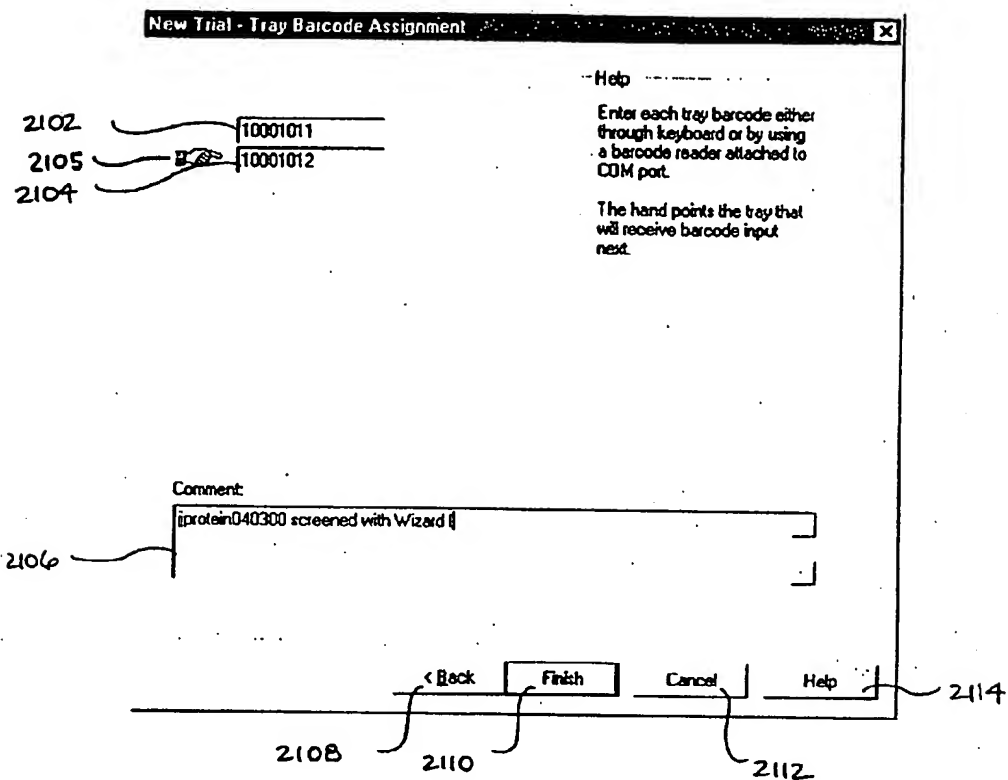 New Trial - Tray Barcode Assignment
Help
Enter each tray barcode either
through keyboard or by using
a barcode reader attached to
COM port.
The hand points the tray that
will receive barcode input
next.
2102
10001011
2105
10001012
2104
Comment:
jprotein040300 screened with Wizard
2106
< Back
Finish
Cancel
Help
2114
2108
2110
2112